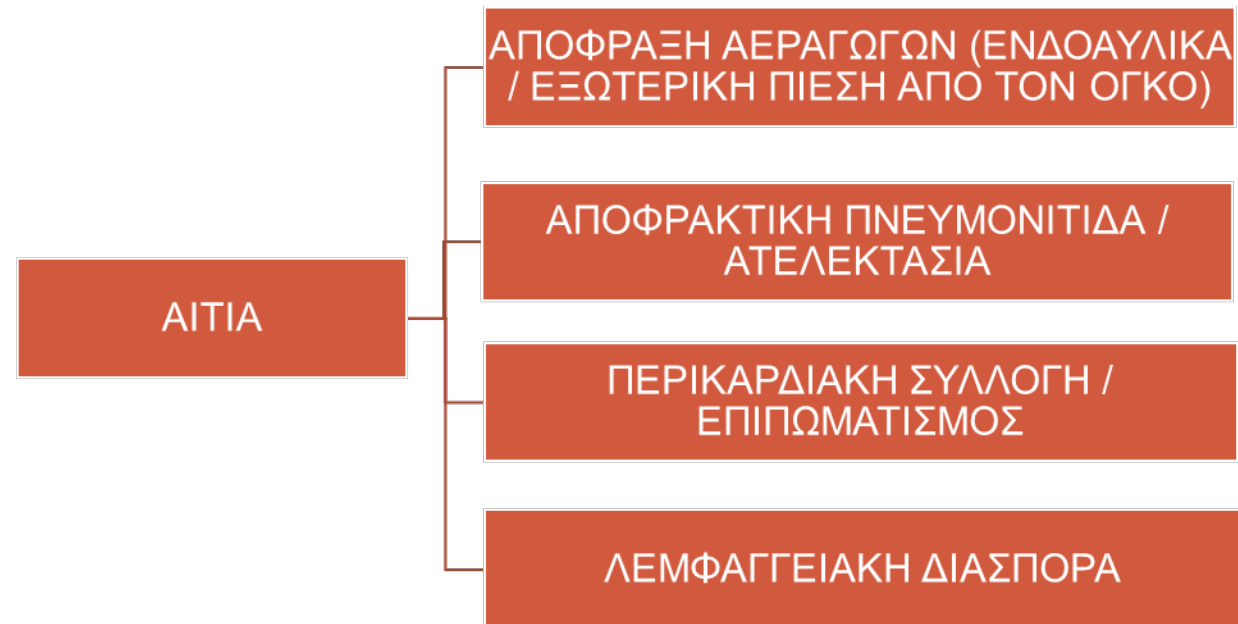 ΑΠΟΦΡΑΞΗ ΑΕΡΑΓΩΓΩΝ (ΕΝΔΟΑΥΛΙΚΑ
/ ΕΞΩΤΕΡΙΚΗ ΠΙΕΣΗ ΑΠΟ ΤΟΝ ΟΓΚΟ)
ΑΠΟΦΡΑΚΤΙΚΗ ΠΝΕΥΜΟΝΙΤΙΔΑ /
ΑΤΕΛΕΚΤΑΣΙΑ
ΑΙΤΙΑ
ΠΕΡΙΚΑΡΔΙΑΚΗ ΣΥΛΛΟΓΗ /
ΕΠΙΠΩΜΑΤΙΣΜΟΣ
ΛΕΜΦΑΓΓΕΙΑΚΗ ΔΙΑΣΠΟΡΑ